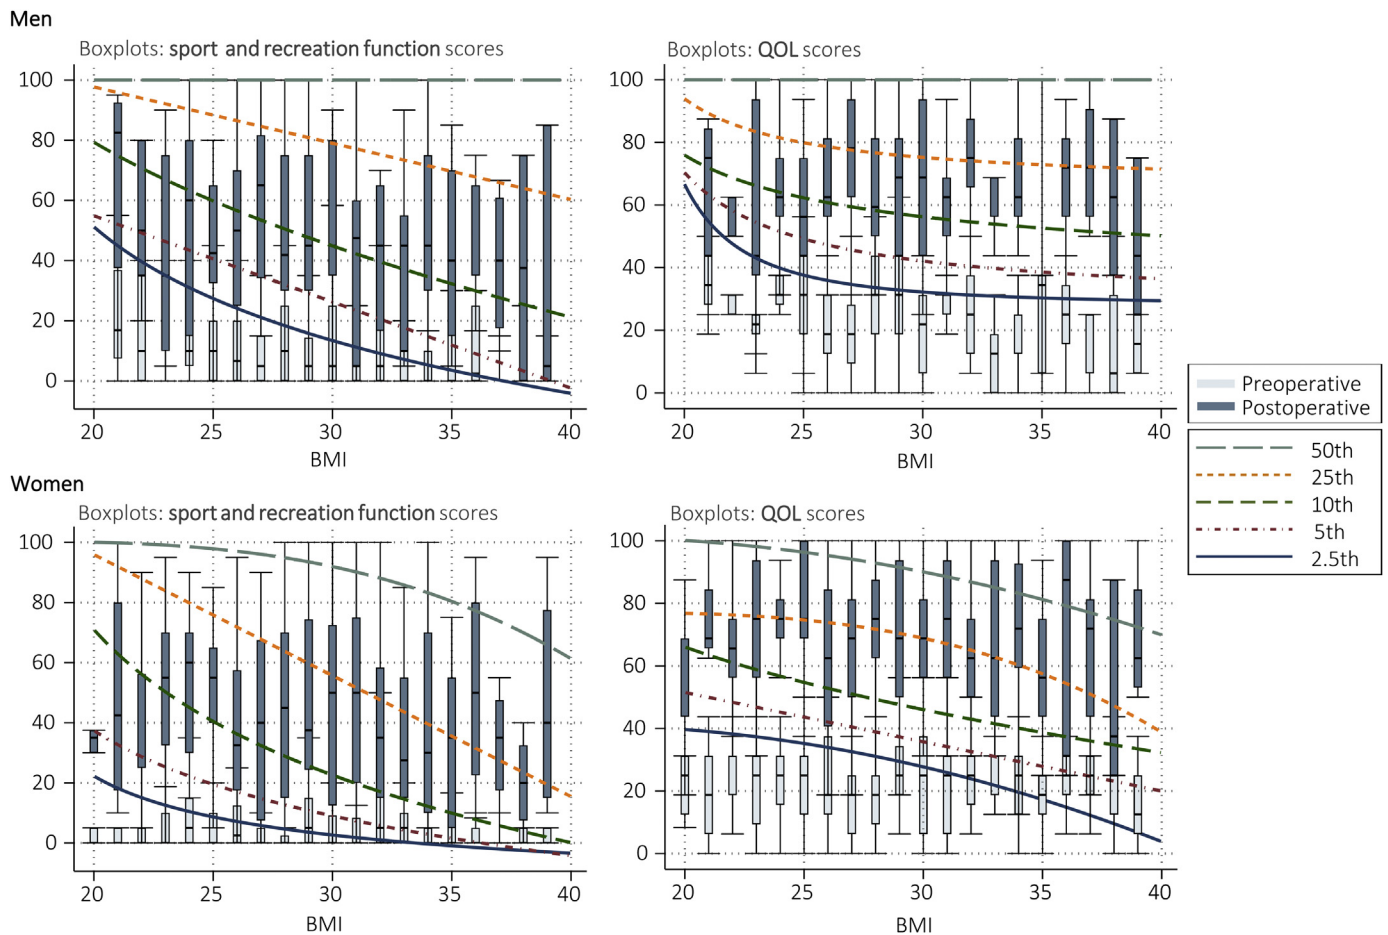 Men
Boxplots: sport and recreation function scores
Boxplots: QOL scores
100
80
60
40
20
0
20 25 30 35 40
BMI
100
80
60
40
20
0
20 25 30 35 40
BMI
Preoperative
Postoperative
50th
25th
10th
5th
2.5th
Women
Boxplots: sport and recreation function scores
Boxplots: QOL scores
100
80
60
40
20
0
20 25 30 35 40
BMI
100
80
60
40
20
0
20 25 30 35 40
BMI